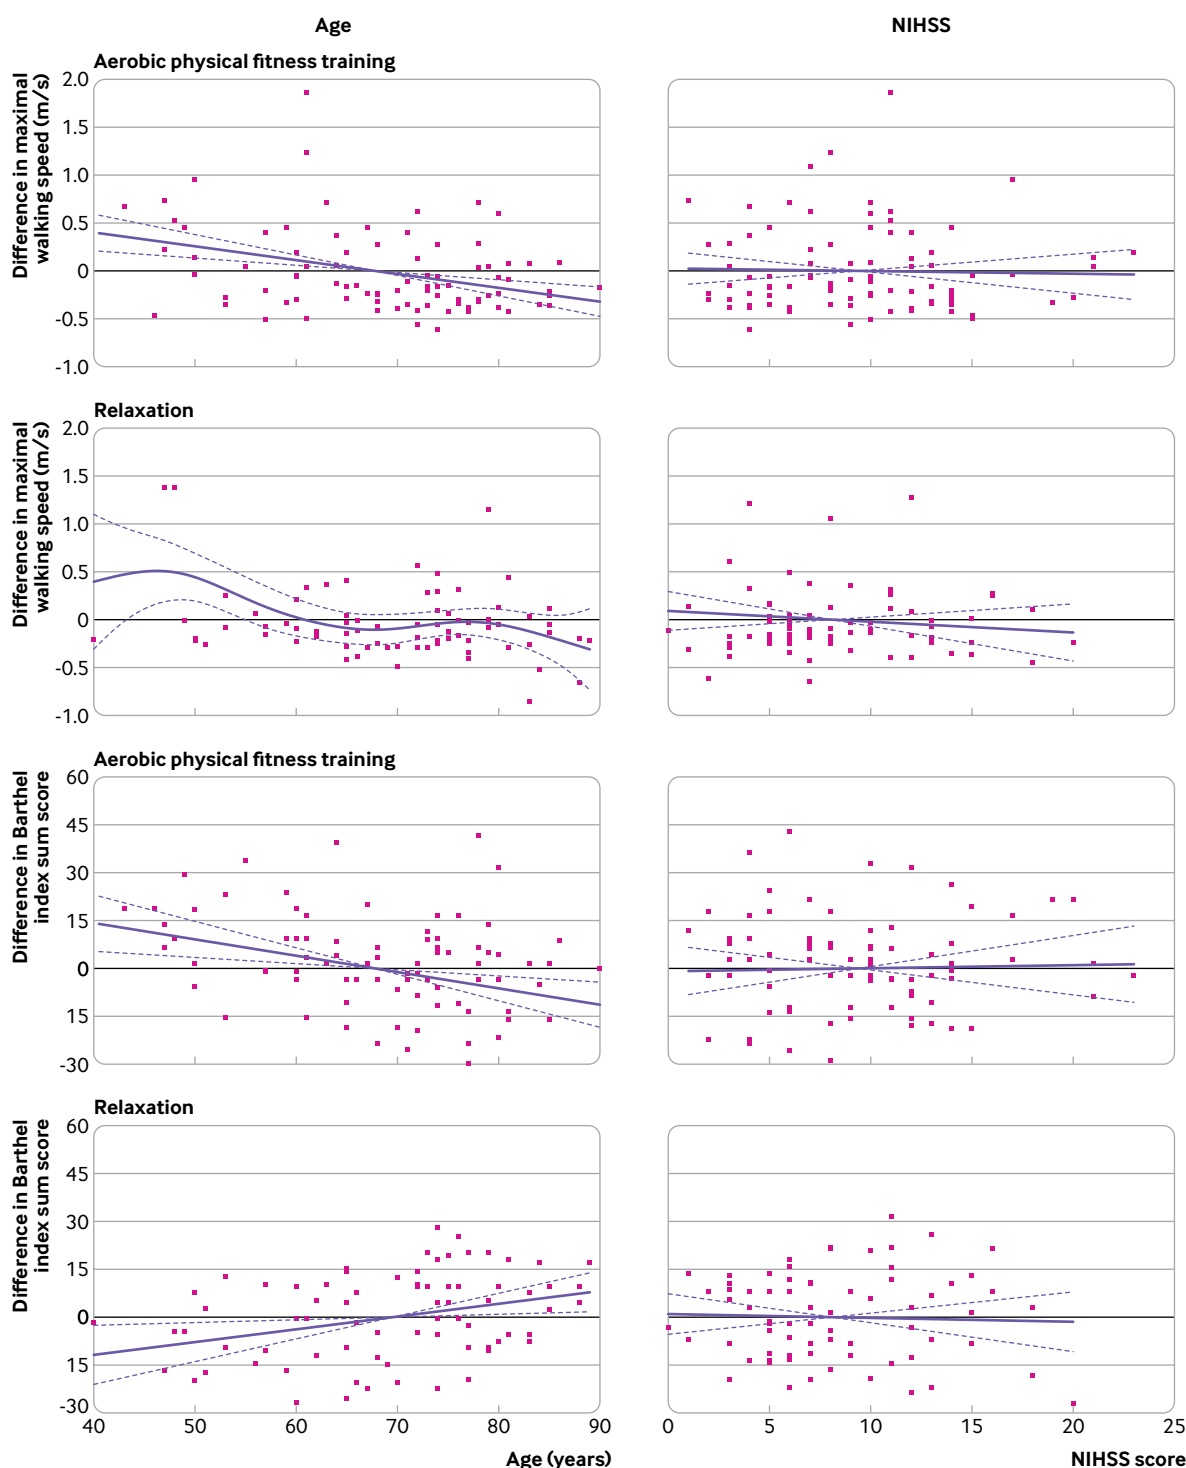 Age
NIHSS
Aerobic physical fitness training
Difference in maximal
walking speed (m/s)
2.0
1.5
1.0
0.5
0
-0.5
-1.0
Relaxation
Difference in maximal
walking speed (m/s)
2.0
1.5
1.0
0.5
0
-0.5
-1.0
Aerobic physical fitness training
Difference in Barthel
index sum score
60
45
30
15
0
15
-30
Relaxation
Difference in Barthel
index sum score
60
45
30
15
0
15
-30
40 50 60 70 80 90
0 5 10 15 20 25
Age (years)
NIHSS score